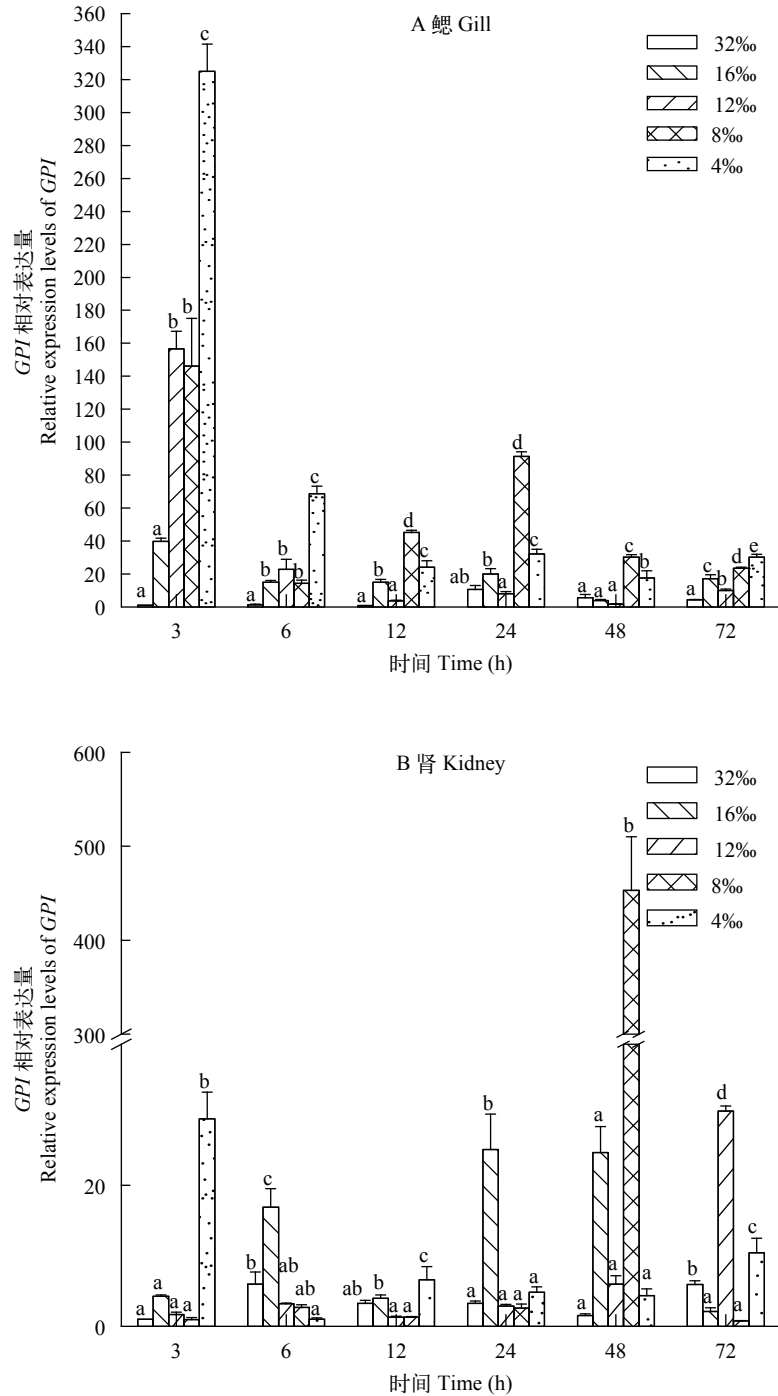 A 鳃 Gill
32‰
16‰
12‰
8‰
4‰
GPI 相对表达量
Relative expression levels of GPI
360
340
320
300
280
260
240
220
200
180
160
140
120
100
80
60
40
20
0
a a b b c
a b b b c
a b a d c
ab b a d c
a a a c b
a c b d e
3 6 12 24 48 72
时间 Time (h)
B 肾 Kidney
32‰
16‰
12‰
8‰
4‰
GPI 相对表达量
Relative expression levels of GPI
600
500
400
300
20
0
a a a a b
b c ab ab a
ab b a a c
a b a a a
a a a b a
b a d a c
3 6 12 24 48 72
时间 Time (h)